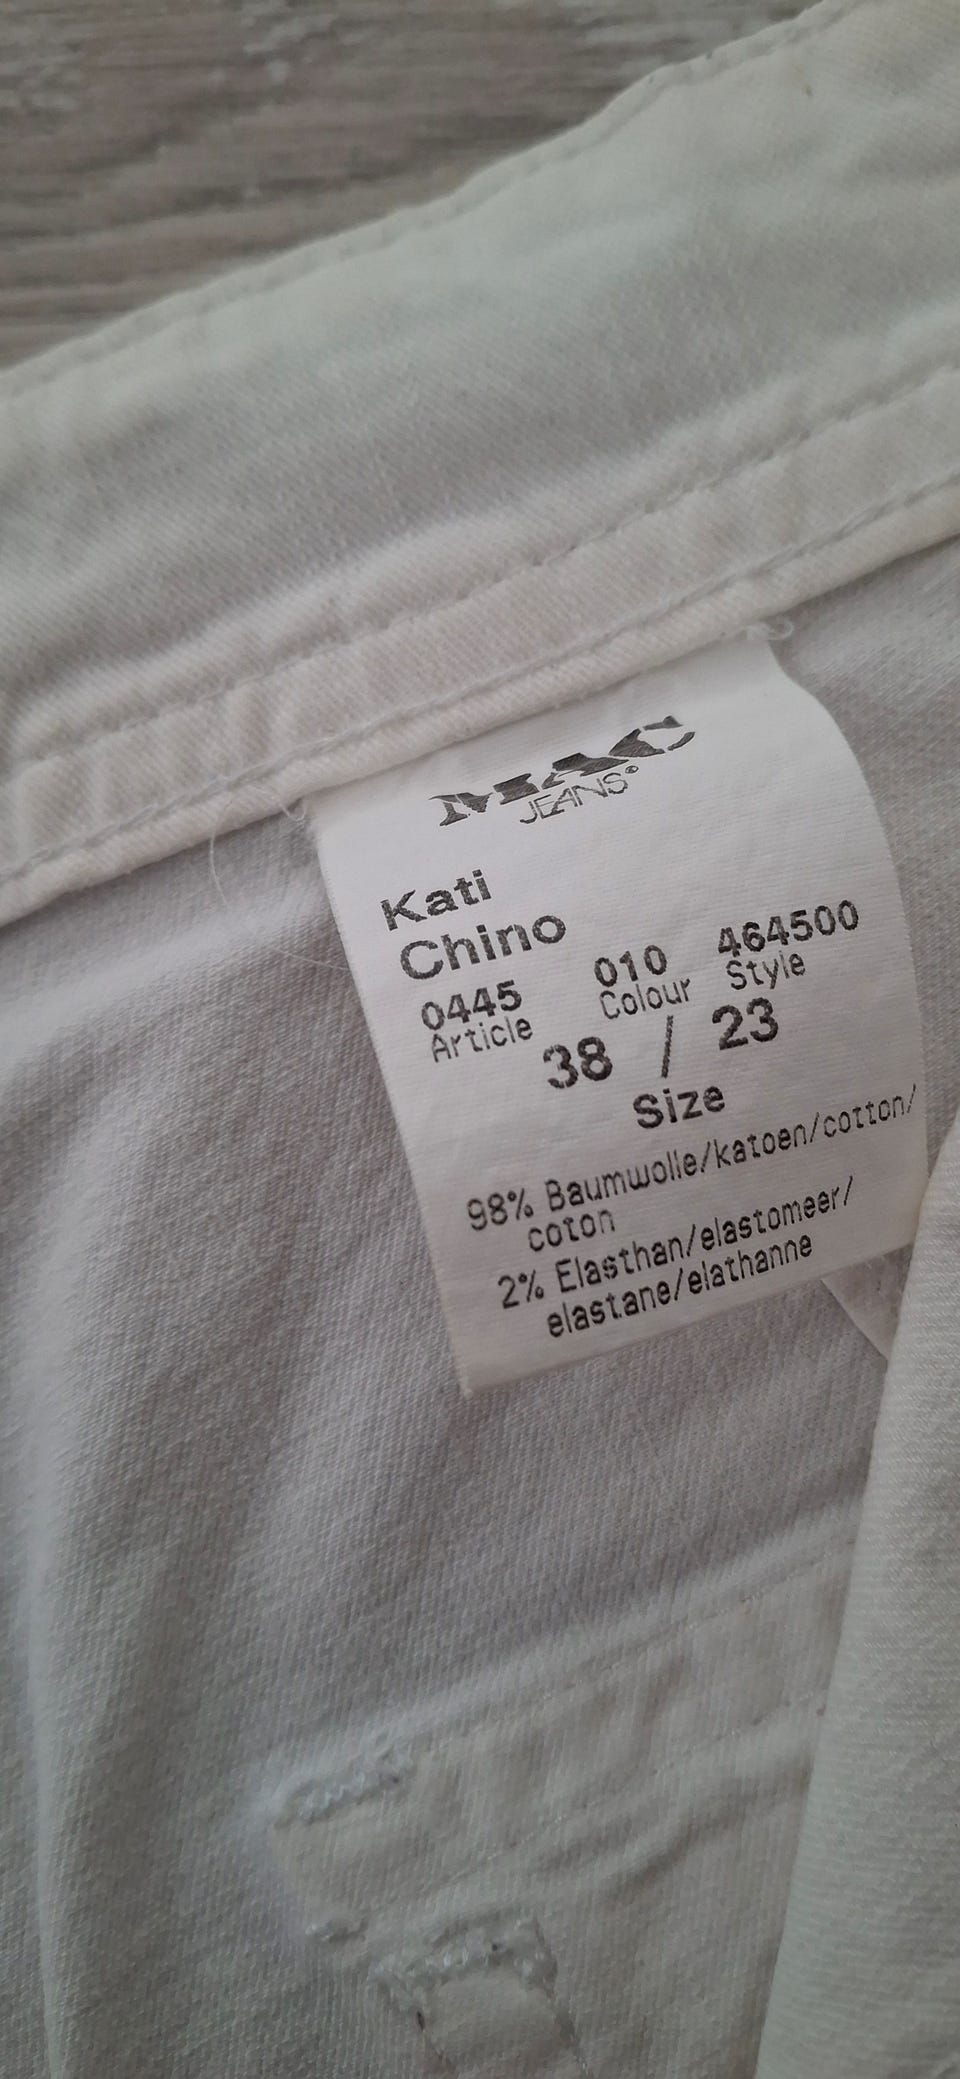 MAC
JEANS®
Kati
Chino
0445 010 464500
Article Colour Style
38 / 23
Size
98% Baumwolle/katoen/cotton/
coton
2% Elasthan/elastomeer/
elastane/elathanne